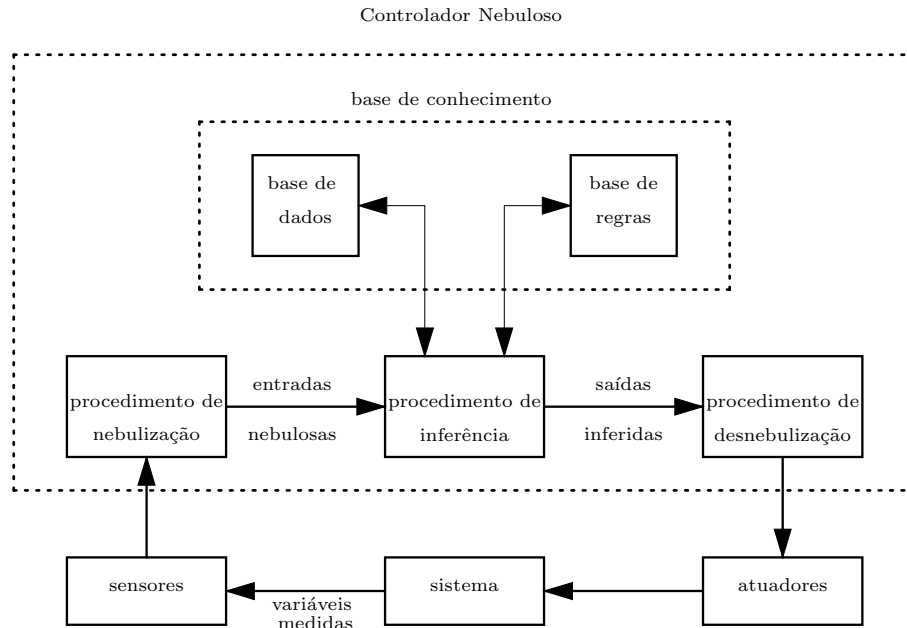 Controlador Nebuloso
base de conhecimento
base de
dados
base de
regras
procedimento de
nebulização
entradas
nebulosas
procedimento de
inferência
saídas
inferidas
procedimento de
desnebulização
sensores
variáveis
medidas
sistema
atuadores